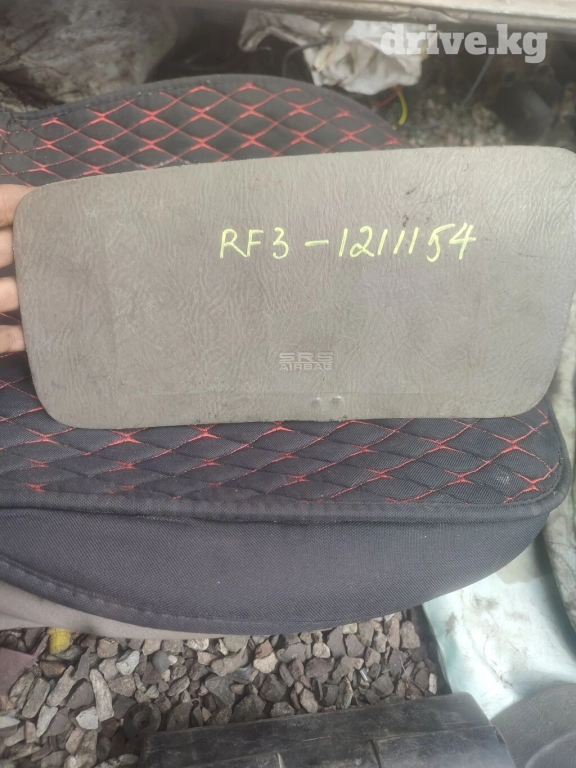 drive.kg
RF3-1211154
SRS
AIRBAG